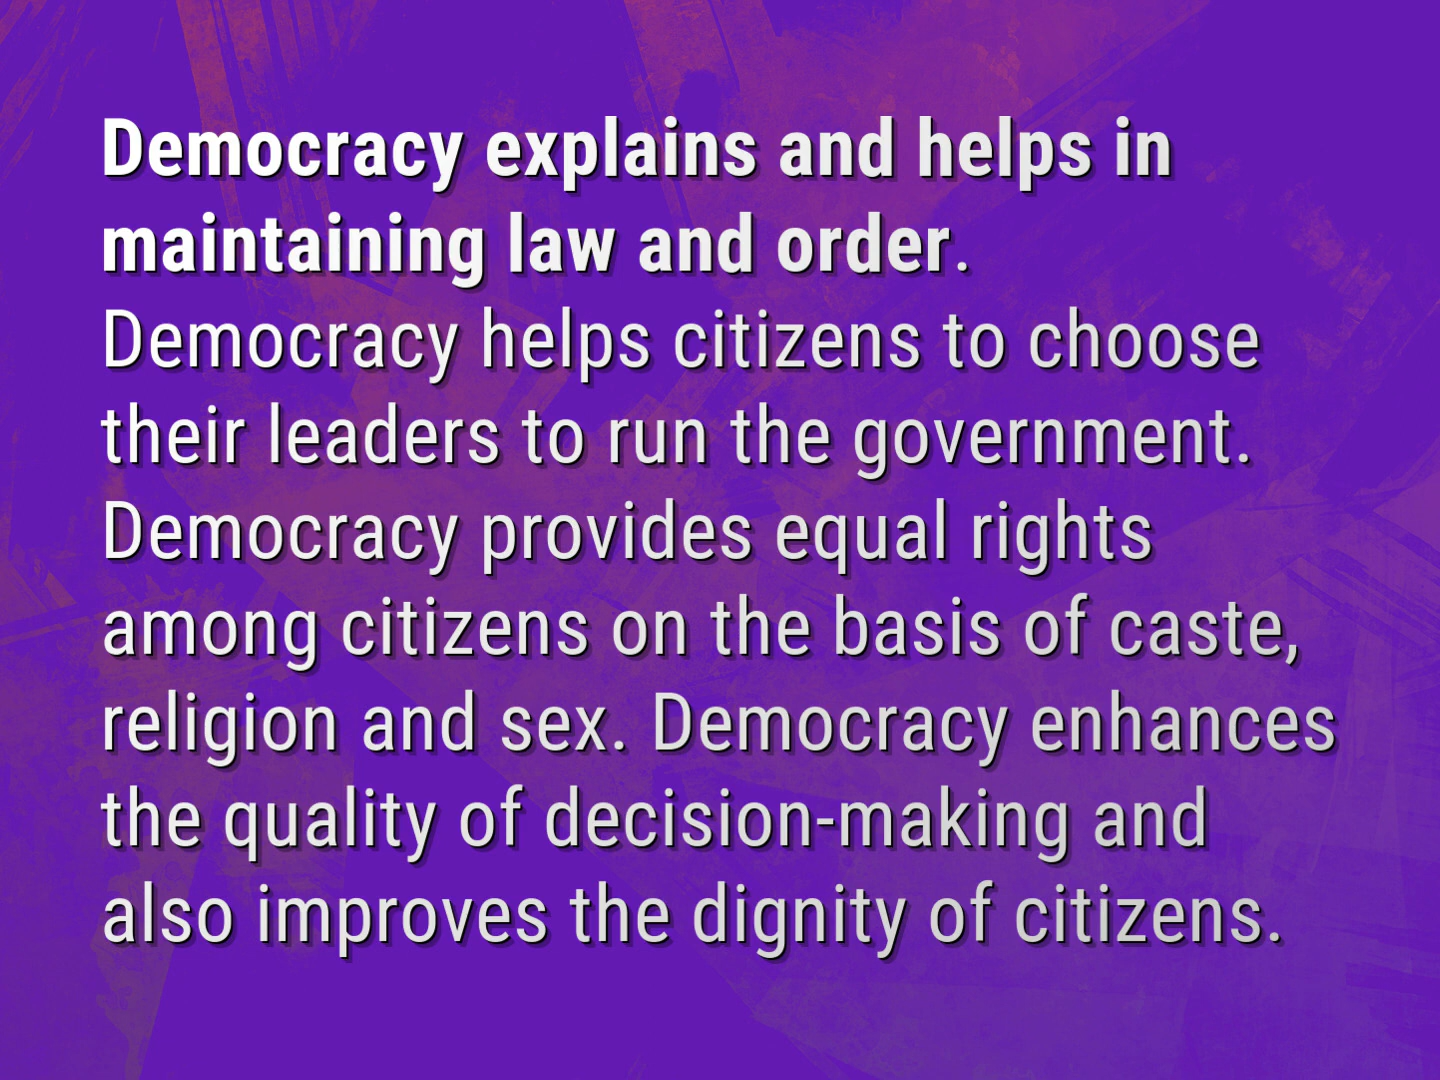 Democracy explains and helps in
maintaining law and order.
Democracy helps citizens to choose
their leaders to run the government.
Democracy provides equal rights
among citizens on the basis of caste,
religion and sex. Democracy enhances
the quality of decision-making and
also improves the dignity of citizens.